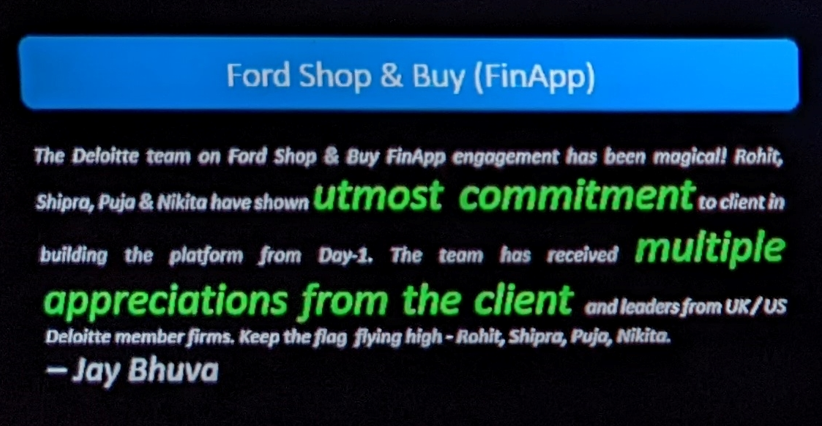 Ford Shop & Buy (FinApp)
The Deloitte team on Ford Shop & Buy FinApp engagement has been magical! Rohit,
Shipra, Puja & Nikita have shown utmost commitment to client in
building the platform from Day-1. The team has received multiple
appreciations from the client and leaders from UK/US
Deloitte member firms. Keep the flag flying high - Rohit, Shipra, Puja, Nikita.
– Jay Bhuva